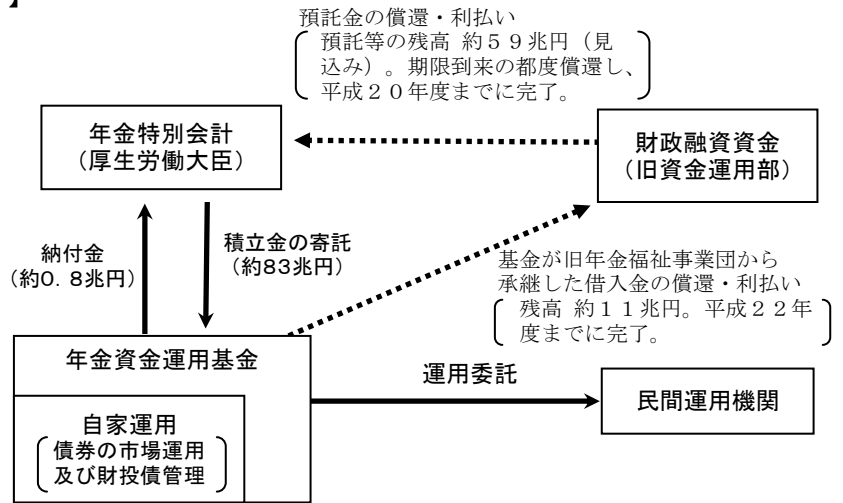 】
預託金の償還・利払い
預託等の残高 約５９兆円（見
込み）。期限到来の都度償還し、
平成２０年度までに完了。
年金特別会計
（厚生労働大臣）
財政融資資金
（旧資金運用部）
納付金
（約０．８兆円）
積立金の寄託
（約83兆円）
基金が旧年金福祉事業団から
承継した借入金の償還・利払い
残高 約１１兆円。平成２２年
度までに完了。
年金資金運用基金
自家運用
債券の市場運用
及び財投債管理
運用委託
民間運用機関